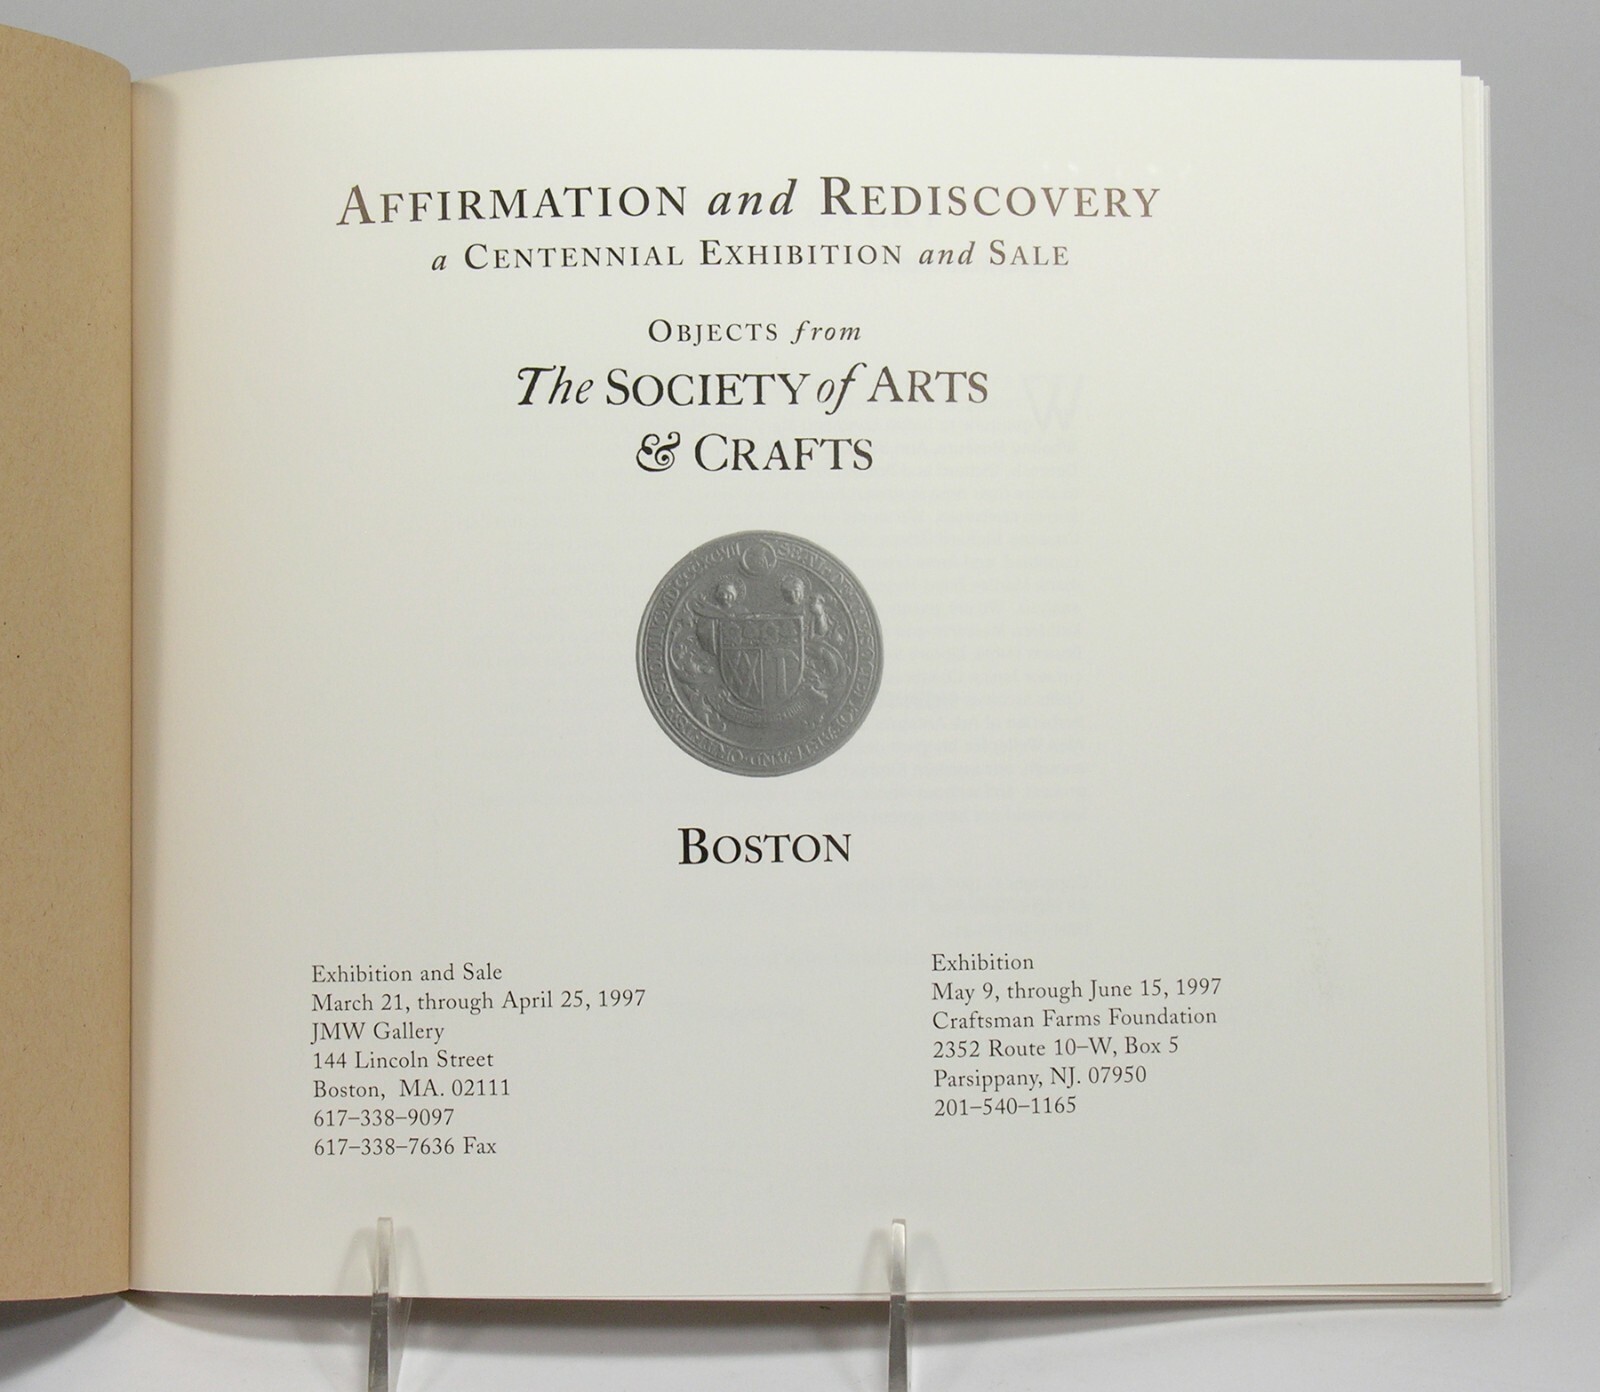 AFFIRMATION and REDISCOVERY
a CENTENNIAL EXHIBITION and SALE
OBJECTS from
The SOCIETY of ARTS
& CRAFTS
BOSTON
Exhibition and Sale
March 21, through April 25, 1997
JMW Gallery
144 Lincoln Street
Boston, MA. 02111
617–338–9097
617–338–7636 Fax
Exhibition
May 9, through June 15, 1997
Craftsman Farms Foundation
2352 Route 10–W, Box 5
Parsippany, NJ. 07950
201–540–1165